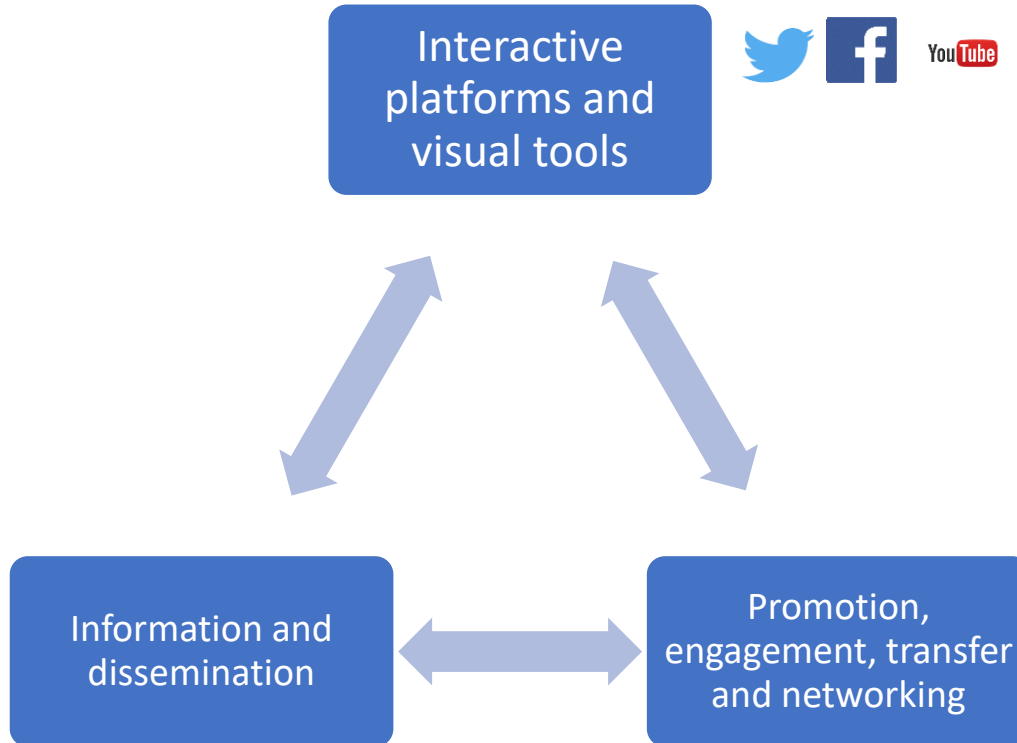 Interactive
platforms and
visual tools
f
YouTube
Information and
dissemination
Promotion,
engagement, transfer
and networking